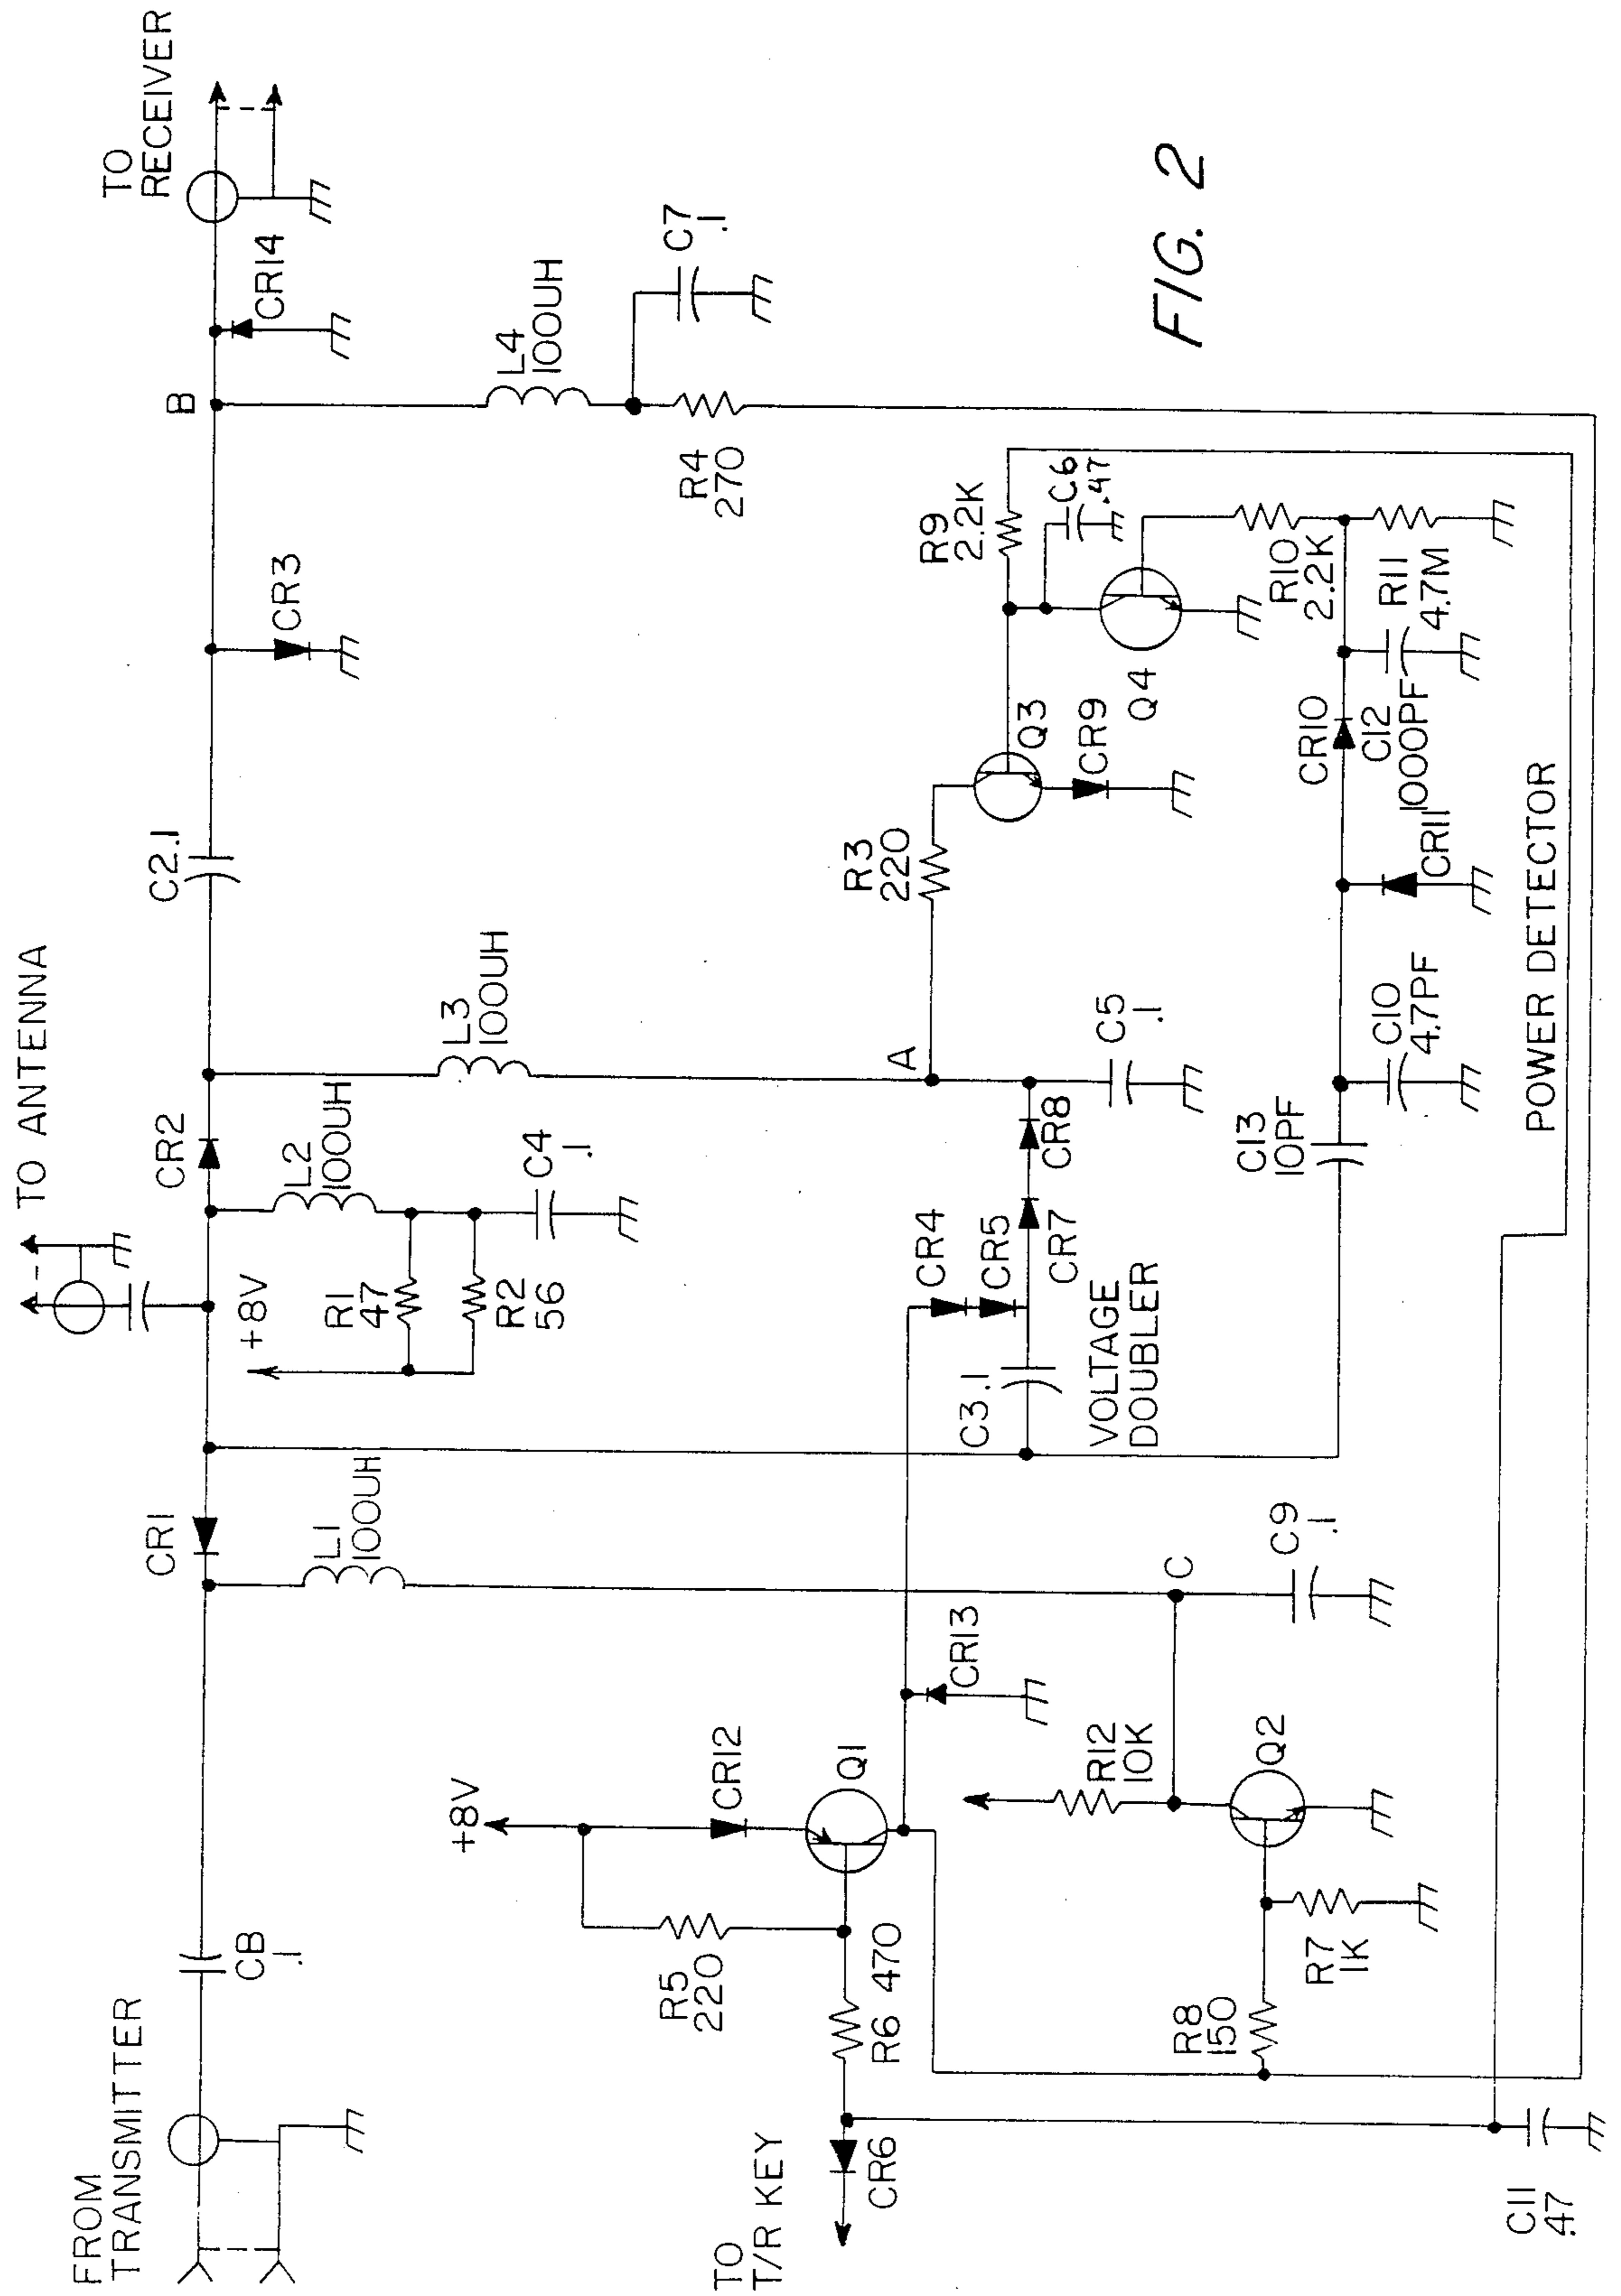 FROM
TRANSMITTER
CB
.1
CR1
L1
100UH
TO ANTENNA
+8V
R1
47
R2
56
L2
100UH
C4
.1
CR2
L3
100UH
C2 .1
CR3
B
CR14
TO
RECEIVER
L4
100UH
C7
.1
R4
270
+8V
CR12
R5
220
Q1
R6 470
CR6
TO
T/R KEY
CR13
R12
10K
C
C9
.1
Q2
R8
150
R7
1K
C11
.47
CR4
CR5
CR7
CR8
C3 .1
VOLTAGE
DOUBLER
A
C5
.1
R3
220
Q3
CR9
R9
2.2K
C6
.47
Q4
R10
2.2K
R11
4.7M
CR10
C12
1000PF
CR11
C13
10PF
C10
4.7PF
POWER DETECTOR
FIG. 2